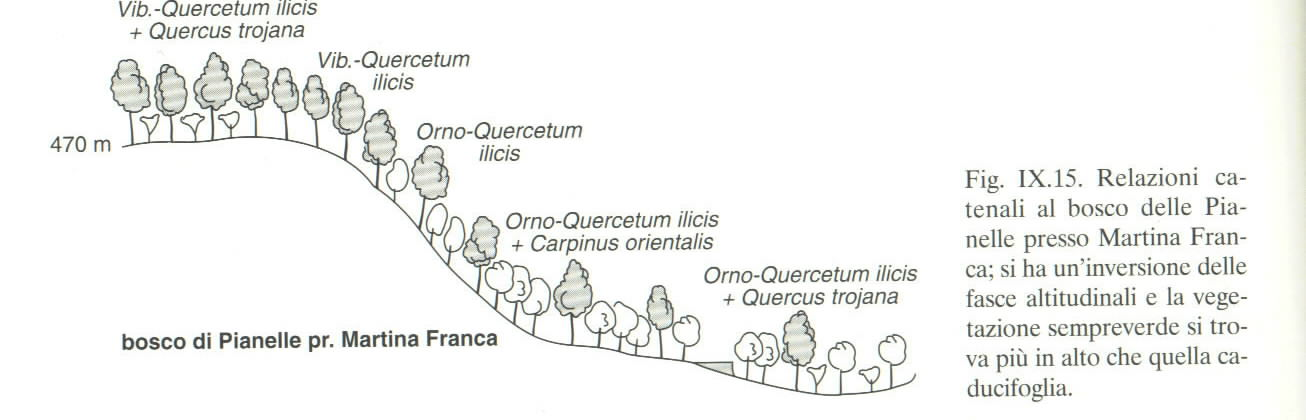 Vib.-Quercetum ilicis
+ Quercus trojana
Vib.-Quercetum
ilicis
470 m
Orno-Quercetum
ilicis
Orno-Quercetum ilicis
+ Carpinus orientalis
Orno-Quercetum ilicis
+ Quercus trojana
bosco di Pianelle pr. Martina Franca
Fig. IX.15. Relazioni ca-
tenali al bosco delle Pia-
nelle presso Martina Fran-
ca; si ha un'inversione delle
fasce altitudinali e la vege-
tazione sempreverde si tro-
va più in alto che quella ca-
ducifoglia.